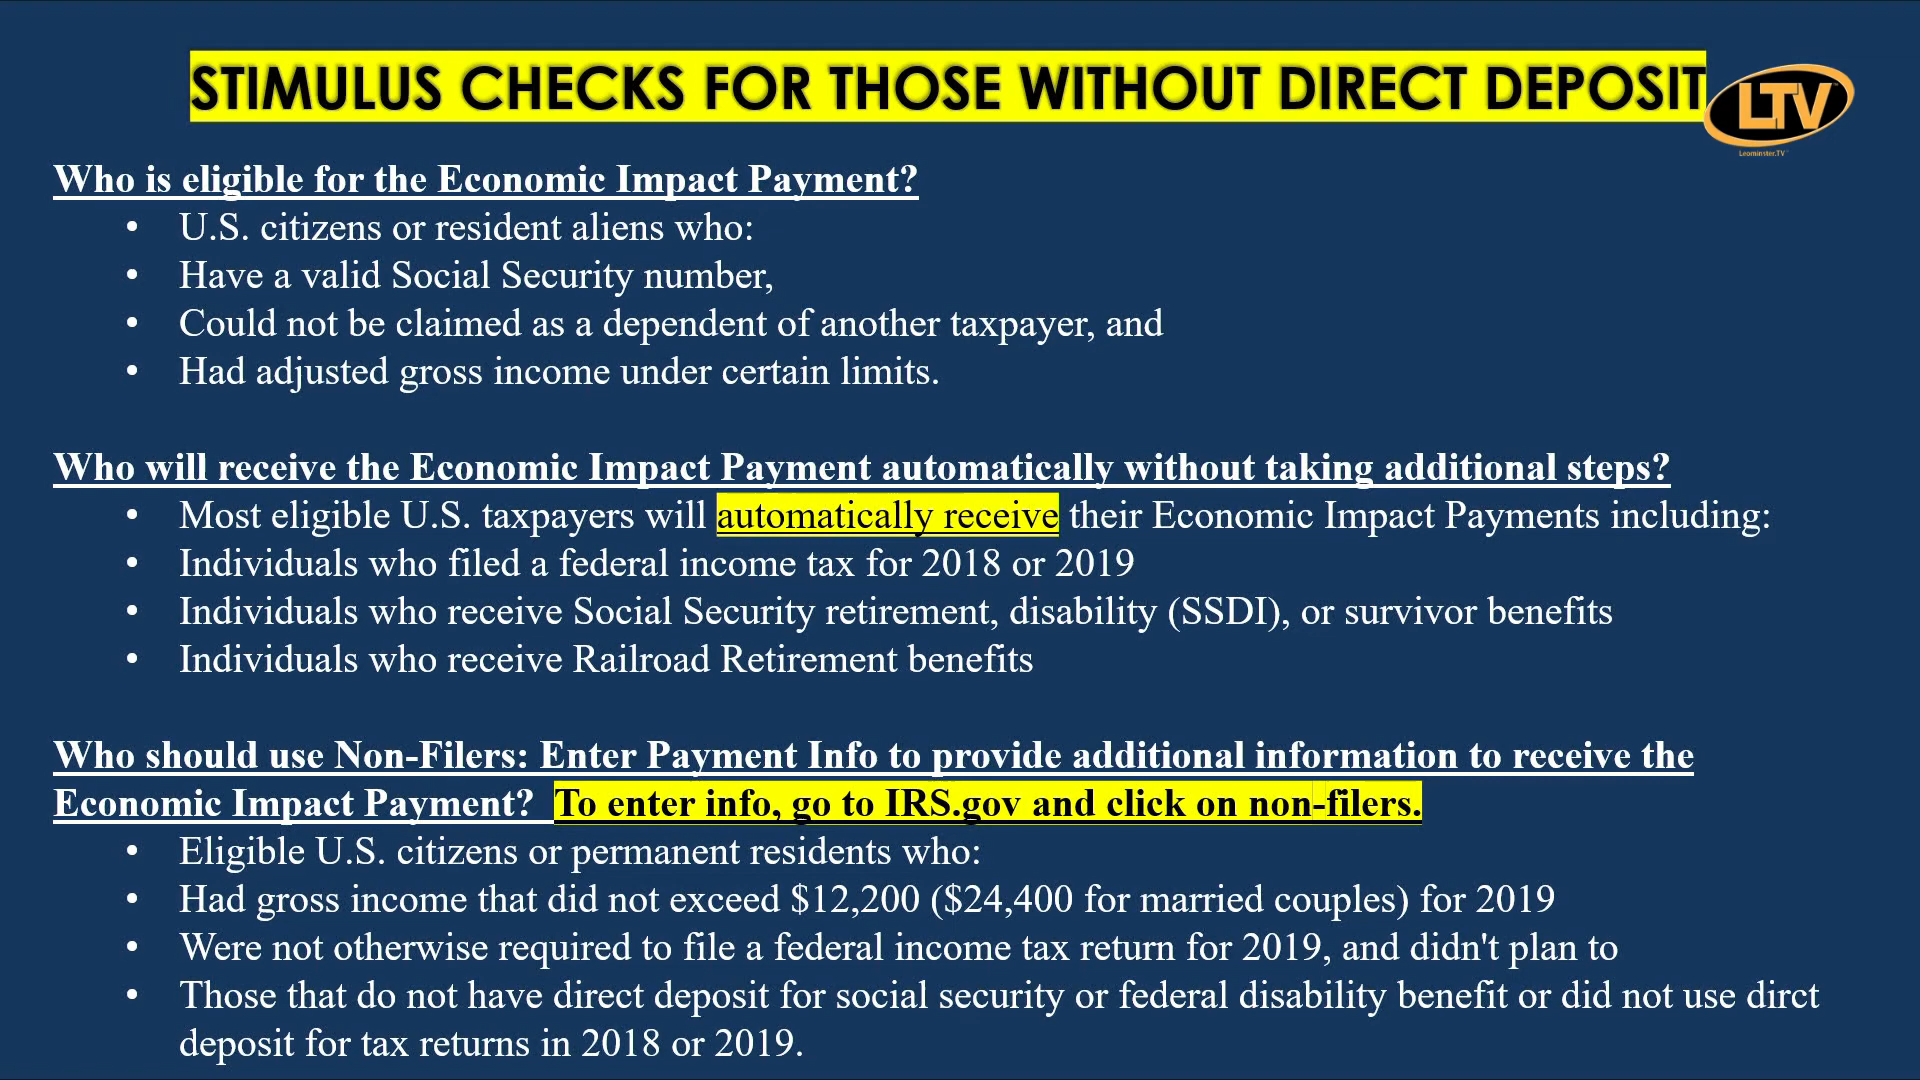 STIMULUS CHECKS FOR THOSE WITHOUT DIRECT DEPOSIT
LTV
Leominster.TV
Who is eligible for the Economic Impact Payment?
• U.S. citizens or resident aliens who:
• Have a valid Social Security number,
• Could not be claimed as a dependent of another taxpayer, and
• Had adjusted gross income under certain limits.
Who will receive the Economic Impact Payment automatically without taking additional steps?
• Most eligible U.S. taxpayers will automatically receive their Economic Impact Payments including:
• Individuals who filed a federal income tax for 2018 or 2019
• Individuals who receive Social Security retirement, disability (SSDI), or survivor benefits
• Individuals who receive Railroad Retirement benefits
Who should use Non-Filers: Enter Payment Info to provide additional information to receive the
Economic Impact Payment? To enter info, go to IRS.gov and click on non-filers.
• Eligible U.S. citizens or permanent residents who:
• Had gross income that did not exceed $12,200 ($24,400 for married couples) for 2019
• Were not otherwise required to file a federal income tax return for 2019, and didn't plan to
• Those that do not have direct deposit for social security or federal disability benefit or did not use dirct
deposit for tax returns in 2018 or 2019.